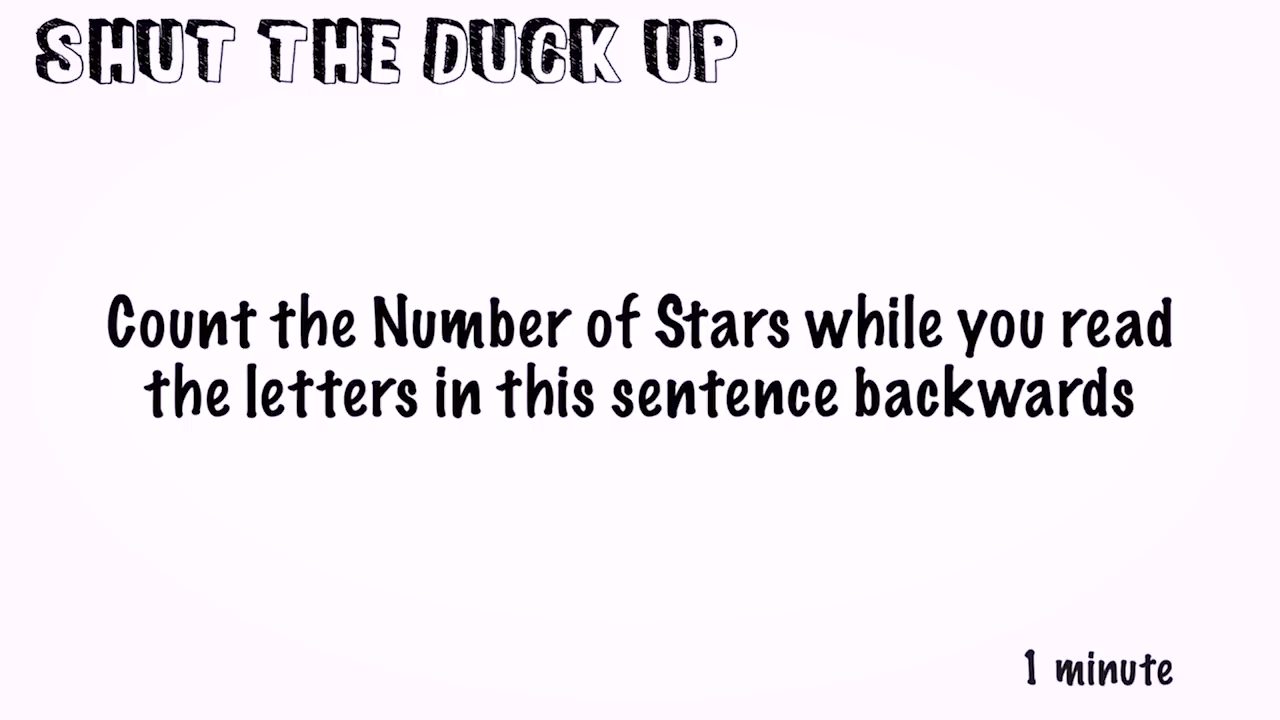 SHUT THE DUCK UP
Count the Number of Stars while you read
the letters in this sentence backwards
1 minute